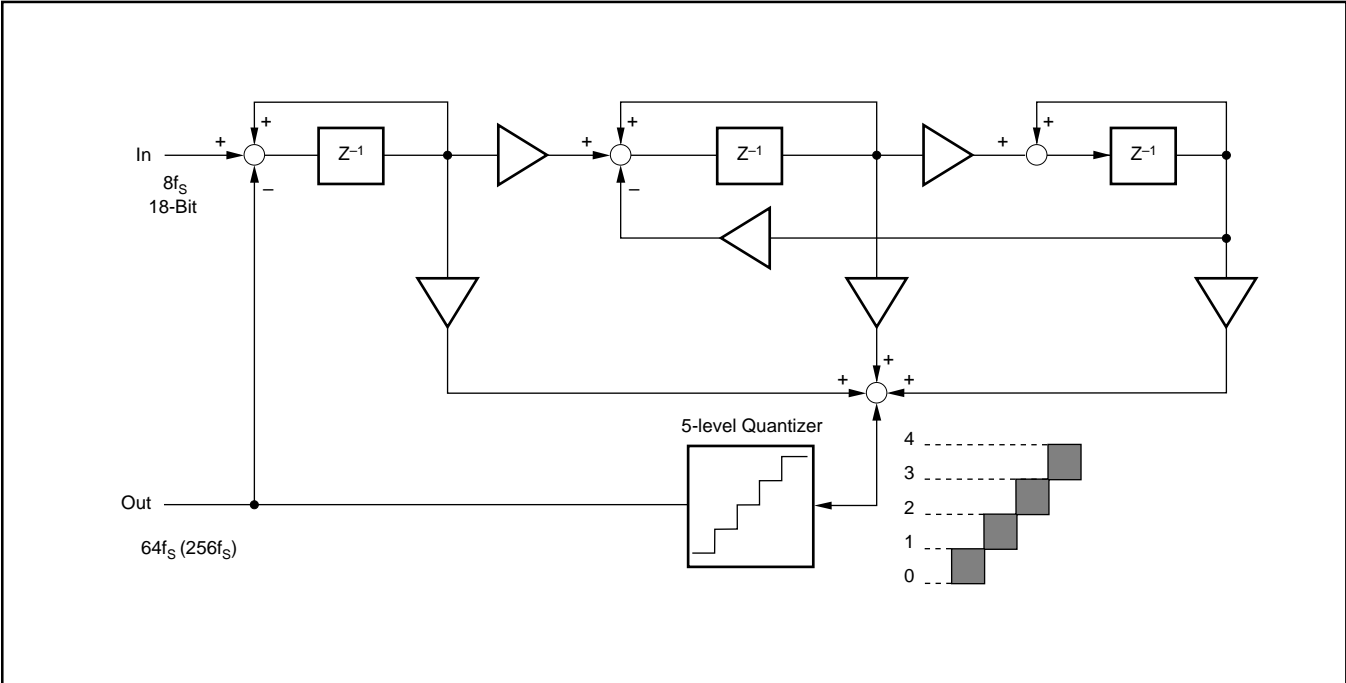 + + + +
In + Z⁻¹ + Z⁻¹ + Z⁻¹
– –
8fS
18-Bit
+
+ +
5-level Quantizer
4
3
2
1
0
Out
64fS (256fS)